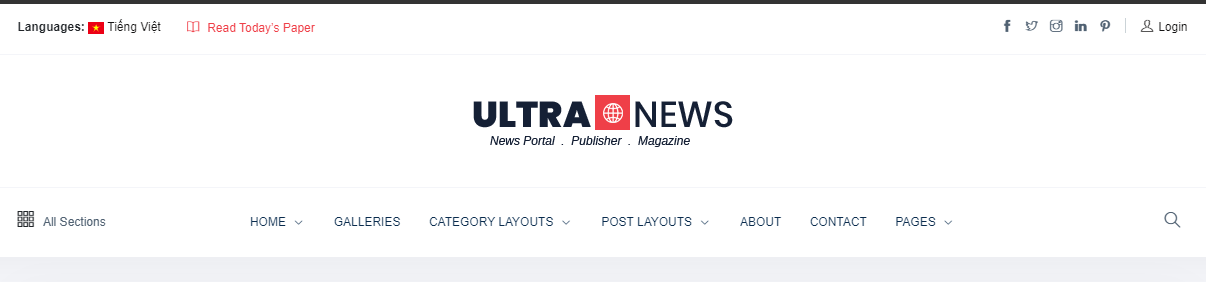 Languages: Tiếng Việt Read Today's Paper Login
ULTRA NEWS
News Portal . Publisher . Magazine
All Sections HOME GALLERIES CATEGORY LAYOUTS POST LAYOUTS ABOUT CONTACT PAGES